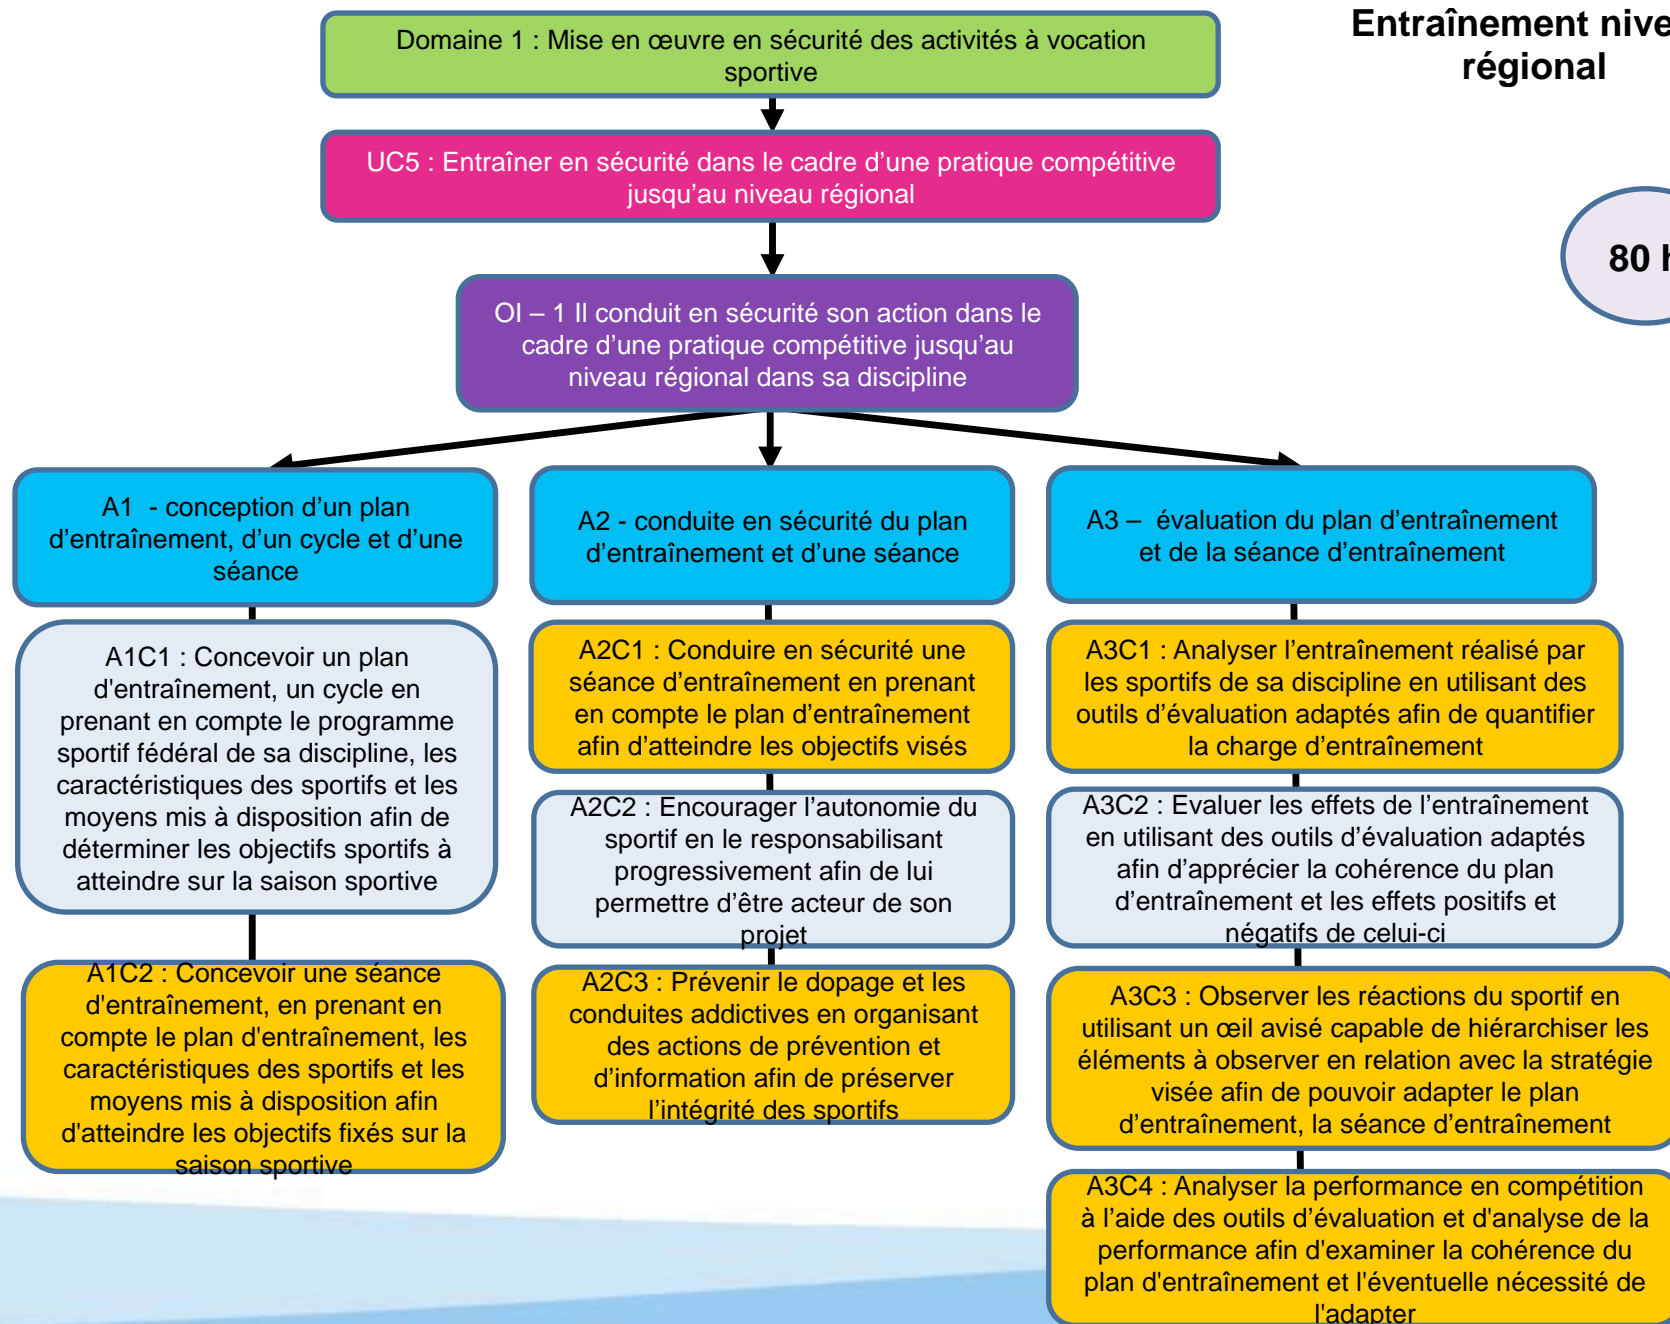 Entraînement nive
régional
Domaine 1 : Mise en œuvre en sécurité des activités à vocation
sportive
UC5 : Entraîner en sécurité dans le cadre d’une pratique compétitive
jusqu’au niveau régional
80 h
OI – 1 Il conduit en sécurité son action dans le
cadre d’une pratique compétitive jusqu’au
niveau régional dans sa discipline
A1 - conception d’un plan
d’entraînement, d’un cycle et d’une
séance
A1C1 : Concevoir un plan
d'entraînement, un cycle en
prenant en compte le programme
sportif fédéral de sa discipline, les
caractéristiques des sportifs et les
moyens mis à disposition afin de
déterminer les objectifs sportifs à
atteindre sur la saison sportive
A1C2 : Concevoir une séance
d'entraînement, en prenant en
compte le plan d'entraînement, les
caractéristiques des sportifs et les
moyens mis à disposition afin
d'atteindre les objectifs fixés sur la
saison sportive
A2 - conduite en sécurité du plan
d’entraînement et d’une séance
A2C1 : Conduire en sécurité une
séance d’entraînement en prenant
en compte le plan d’entraînement
afin d’atteindre les objectifs visés
A2C2 : Encourager l’autonomie du
sportif en le responsabilisant
progressivement afin de lui
permettre d’être acteur de son
projet
A2C3 : Prévenir le dopage et les
conduites addictives en organisant
des actions de prévention et
d’information afin de préserver
l’intégrité des sportifs
A3 – évaluation du plan d’entraînement
et de la séance d’entraînement
A3C1 : Analyser l’entraînement réalisé par
les sportifs de sa discipline en utilisant des
outils d’évaluation adaptés afin de quantifier
la charge d’entraînement
A3C2 : Evaluer les effets de l’entraînement
en utilisant des outils d’évaluation adaptés
afin d’apprécier la cohérence du plan
d’entraînement et les effets positifs et
négatifs de celui-ci
A3C3 : Observer les réactions du sportif en
utilisant un œil avisé capable de hiérarchiser les
éléments à observer en relation avec la stratégie
visée afin de pouvoir adapter le plan
d’entraînement, la séance d’entraînement
A3C4 : Analyser la performance en compétition
à l’aide des outils d’évaluation et d'analyse de la
performance afin d'examiner la cohérence du
plan d'entraînement et l'éventuelle nécessité de
l'adapter